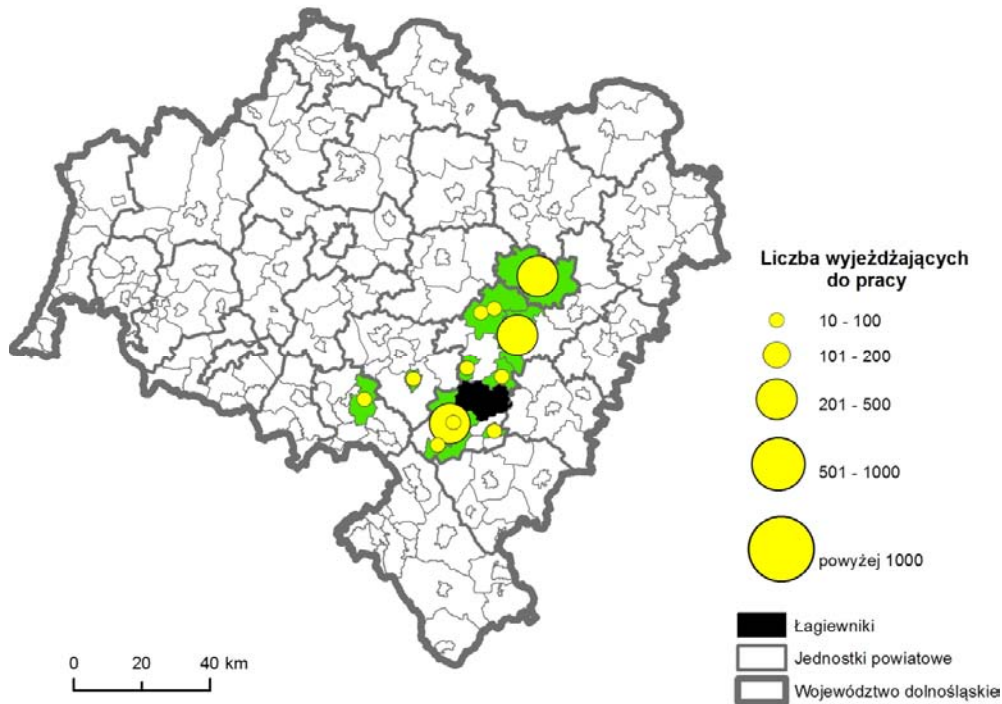 Liczba wyjeżdżających
do pracy
10 - 100
101 - 200
201 - 500
501 - 1000
powyżej 1000
Łagiewniki
Jednostki powiatowe
Województwo dolnośląskie
0 20 40 km